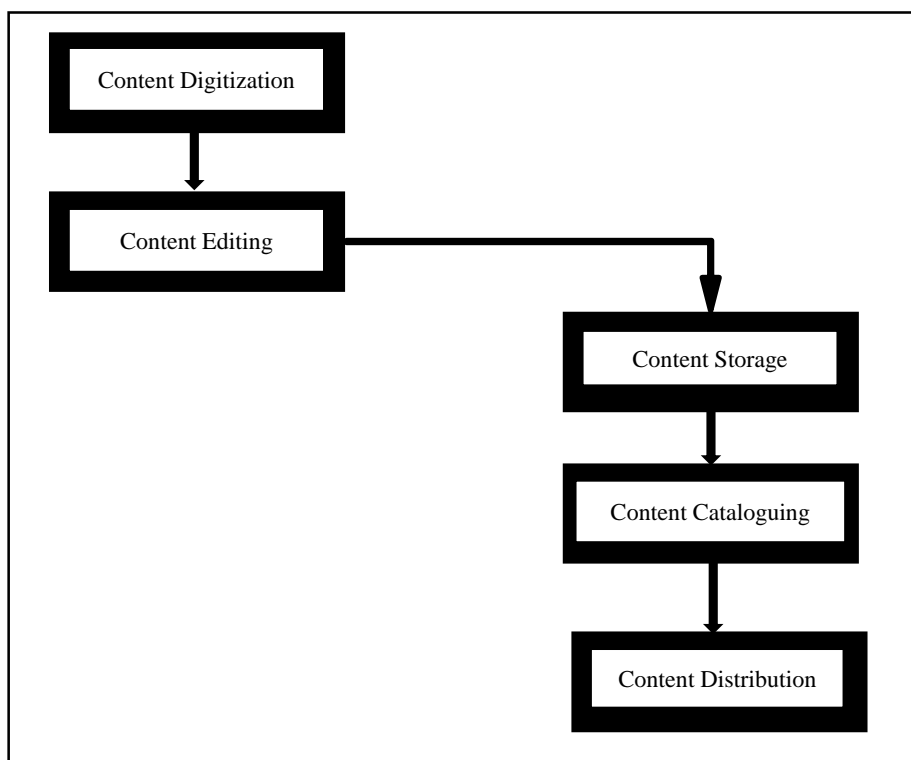 Content Digitization
Content Editing
Content Storage
Content Cataloguing
Content Distribution